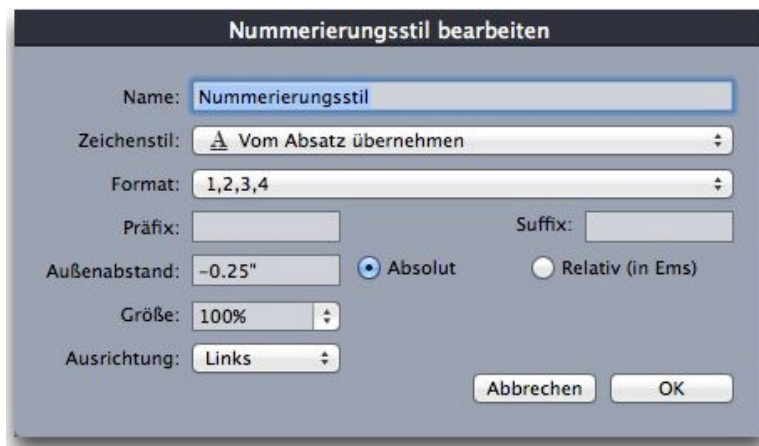 Nummerierungsstil bearbeiten
Name: Nummerierungsstil
Zeichenstil: A Vom Absatz übernehmen
Format: 1,2,3,4
Präfix: Suffix:
Außenabstand: -0.25" Absolut Relativ (in Ems)
Größe: 100%
Ausrichtung: Links
Abbrechen OK